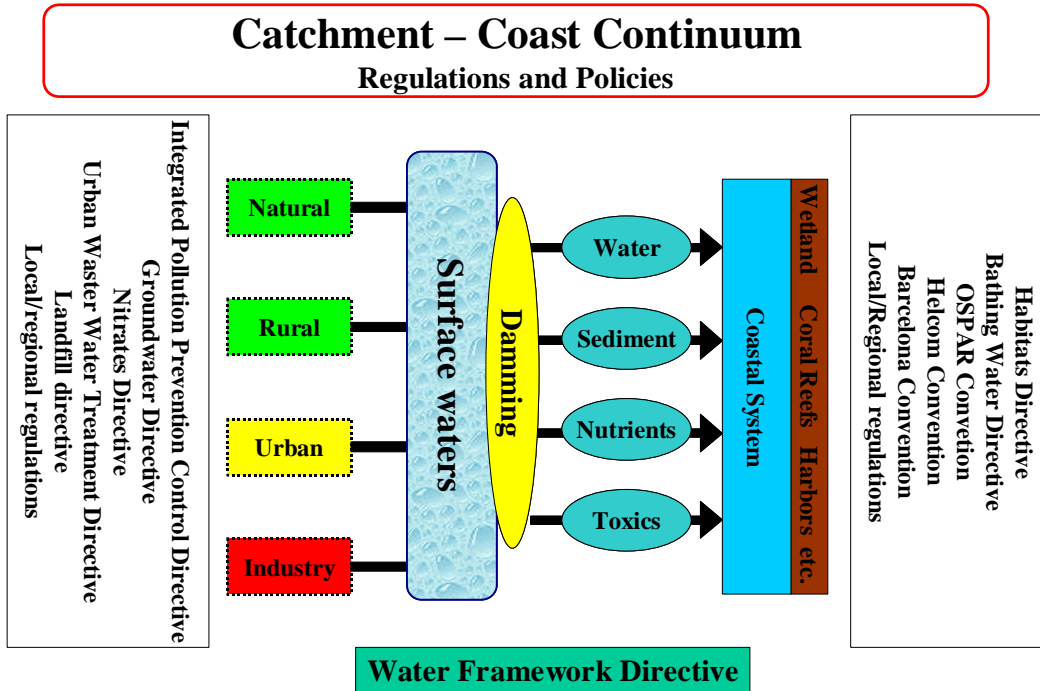 Catchment – Coast Continuum
Regulations and Policies
Integrated Pollution Prevention Control Directive
Groundwater Directive
Nitrates Directive
Urban Waster Water Treatment Directive
Landfill directive
Local/regional regulations
Natural
Rural
Urban
Industry
Surface waters
Damming
Water
Sediment
Nutrients
Toxics
Coastal System
Wetland Coral Reefs Harbors etc.
Habitats Directive
Bathing Water Directive
OSPAR Convetion
Helcom Convention
Barcelona Convention
Local/Regional regulations
Water Framework Directive